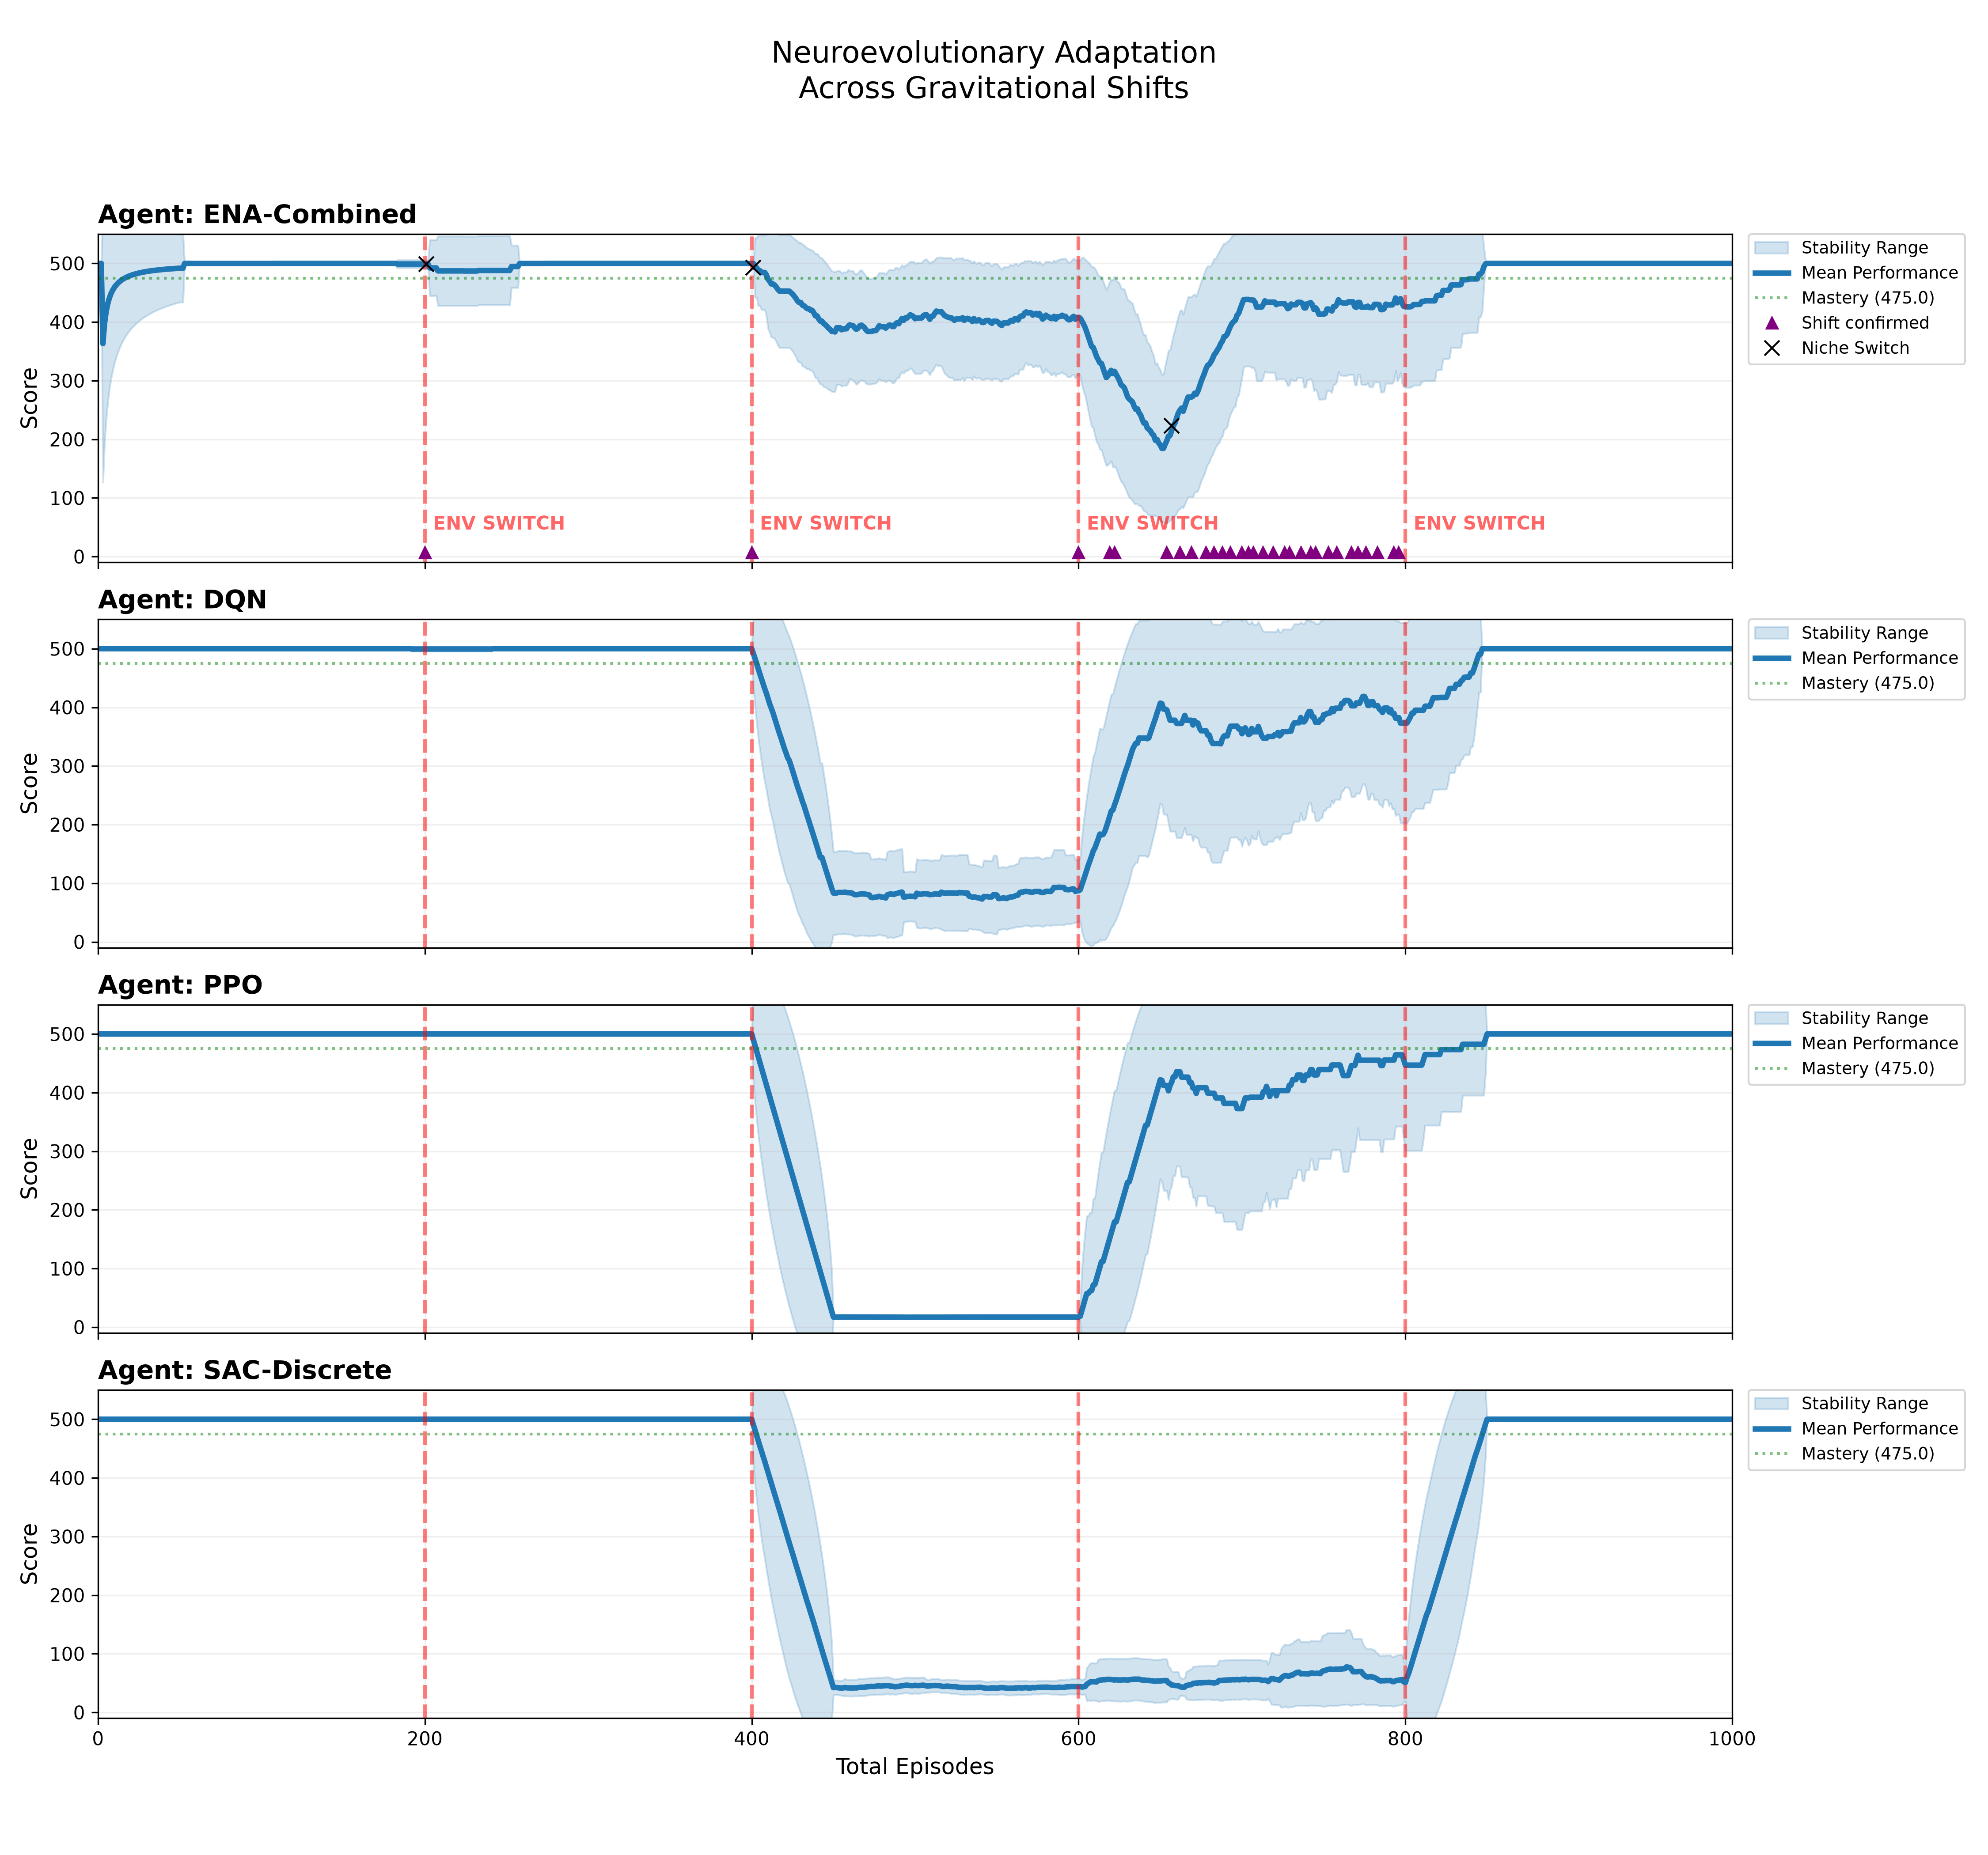 Neuroevolutionary Adaptation
Across Gravitational Shifts
Agent: ENA-Combined
500
400
300
200
100
0
Score
ENV SWITCH
ENV SWITCH
ENV SWITCH
ENV SWITCH
Stability Range
Mean Performance
Mastery (475.0)
Shift confirmed
Niche Switch
Agent: DQN
500
400
300
200
100
0
Score
Stability Range
Mean Performance
Mastery (475.0)
Agent: PPO
500
400
300
200
100
0
Score
Stability Range
Mean Performance
Mastery (475.0)
Agent: SAC-Discrete
500
400
300
200
100
0
Score
Stability Range
Mean Performance
Mastery (475.0)
0 200 400 600 800 1000
Total Episodes